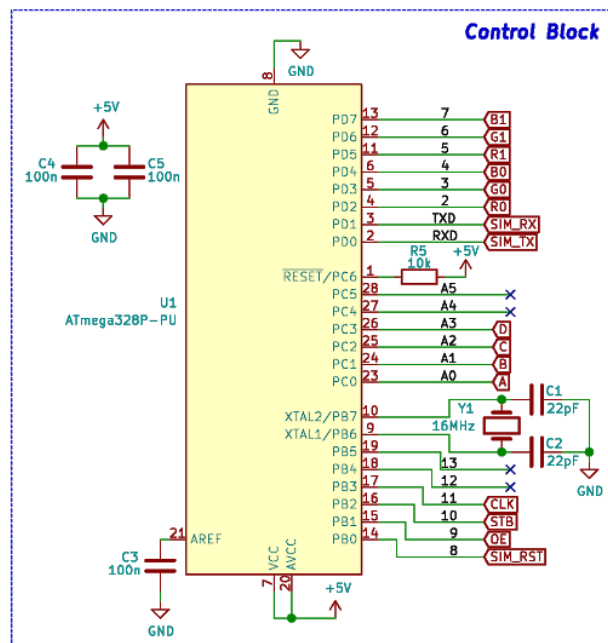 Control Block
8
GND
GND
+5V
C4
100n
C5
100n
GND
PD7 13 7 B1
PD6 12 6 G1
PD5 11 5 R1
PD4 6 4 B0
PD3 5 3 G0
PD2 4 2 R0
PD1 3 TXD SIM_RX
PD0 2 RXD SIM_TX
R5
10k
+5V
RESET/PC6 1
PC5 28 A5
PC4 27 A4
PC3 26 A3 D
PC2 25 A2 C
PC1 24 A1 B
PC0 23 A0 A
U1
ATmega328P-PU
XTAL2/PB7 10
XTAL1/PB6 9
Y1
16MHz
C1
22pF
C2
22pF
GND
PB5 19 13
PB4 18 12
PB3 17 11 CLK
PB2 16 10 STB
PB1 15 9 OE
PB0 14 8 SIM_RST
21 AREF
C3
100n
GND
VCC
AVCC
7
20
+5V